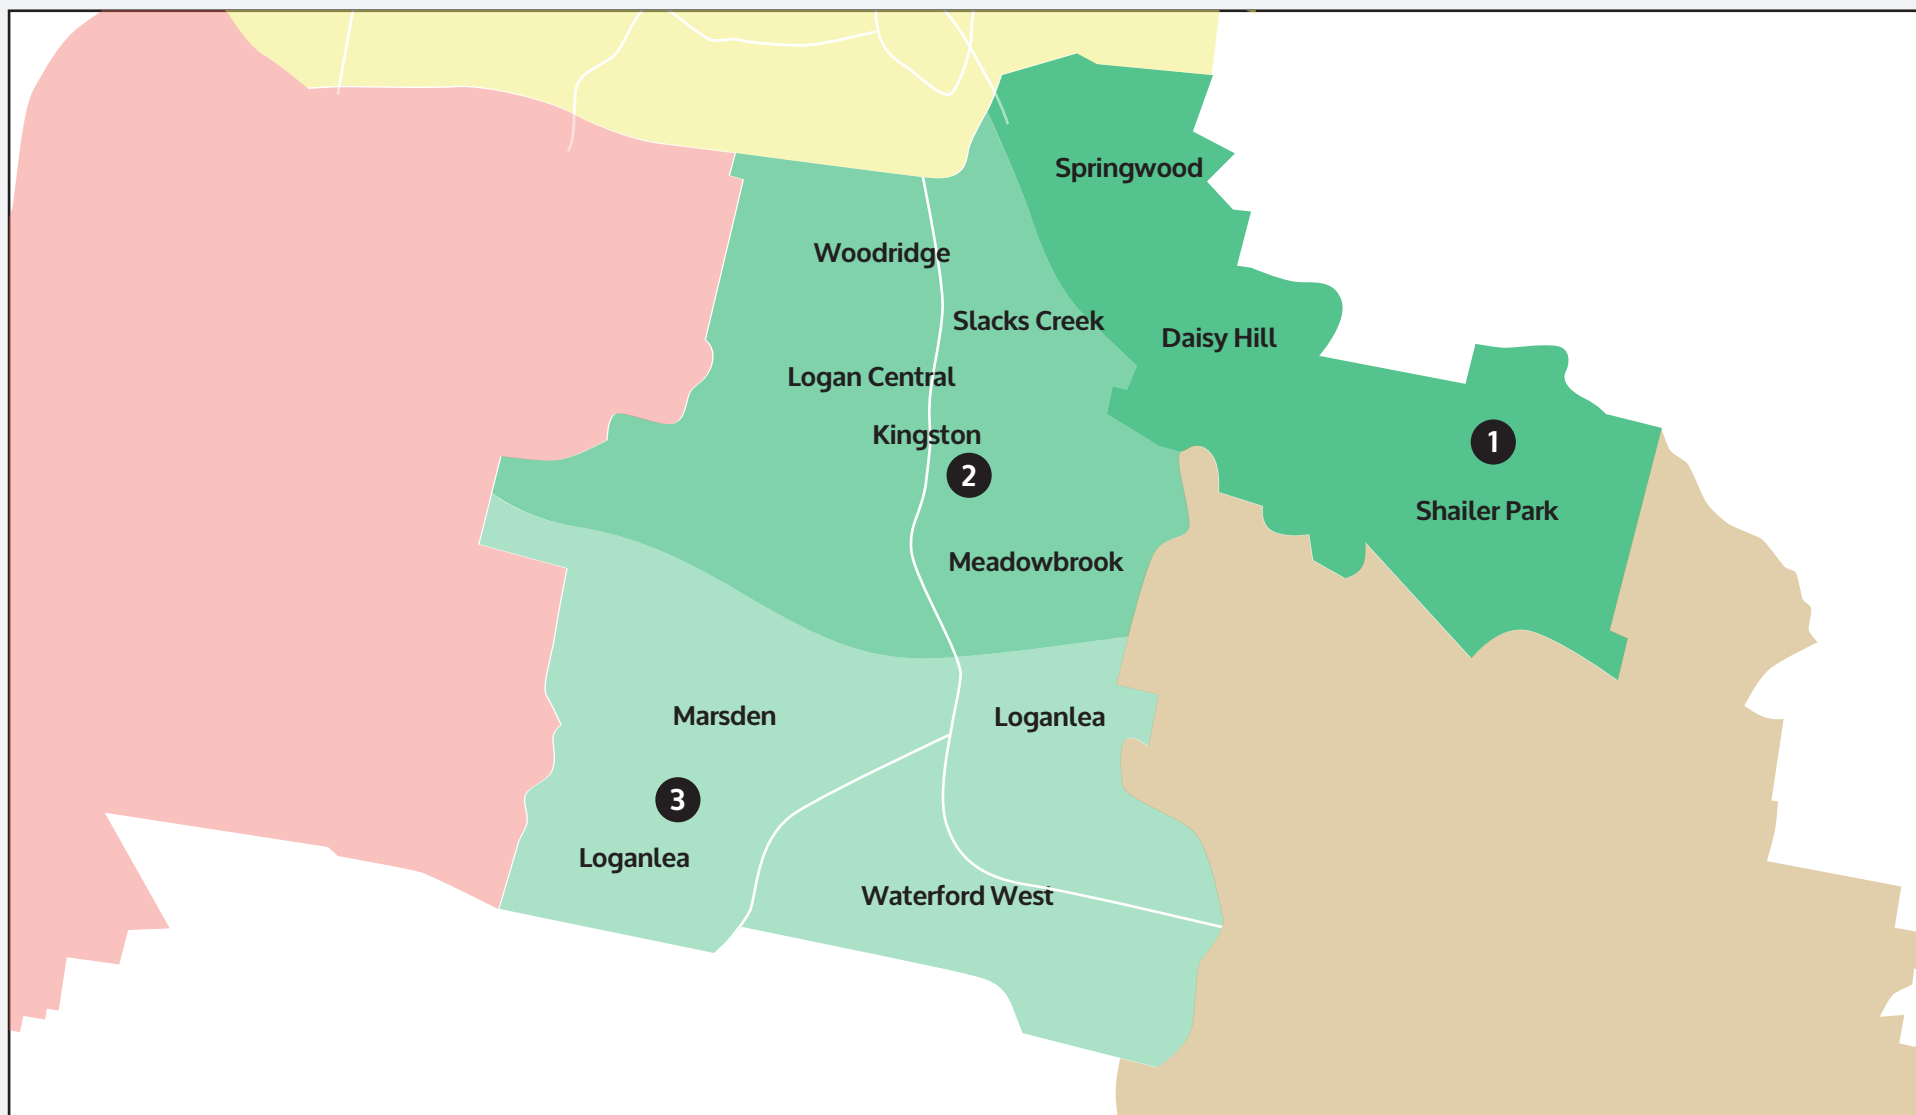 Springwood
Woodridge
Slacks Creek
Daisy Hill
Logan Central
Kingston
1
2
Shailer Park
Meadowbrook
Marsden
Loganlea
3
Loganlea
Waterford West